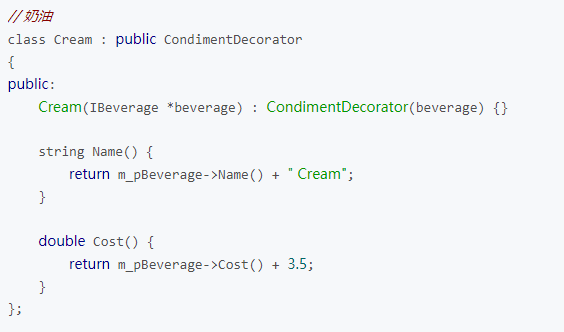 // 奶油
class Cream : public CondimentDecorator
{
public:
    Cream(IBeverage *beverage) : CondimentDecorator(beverage) {}

    string Name() {
        return m_pBeverage->Name() + " Cream";
    }

    double Cost() {
        return m_pBeverage->Cost() + 3.5;
    }
};